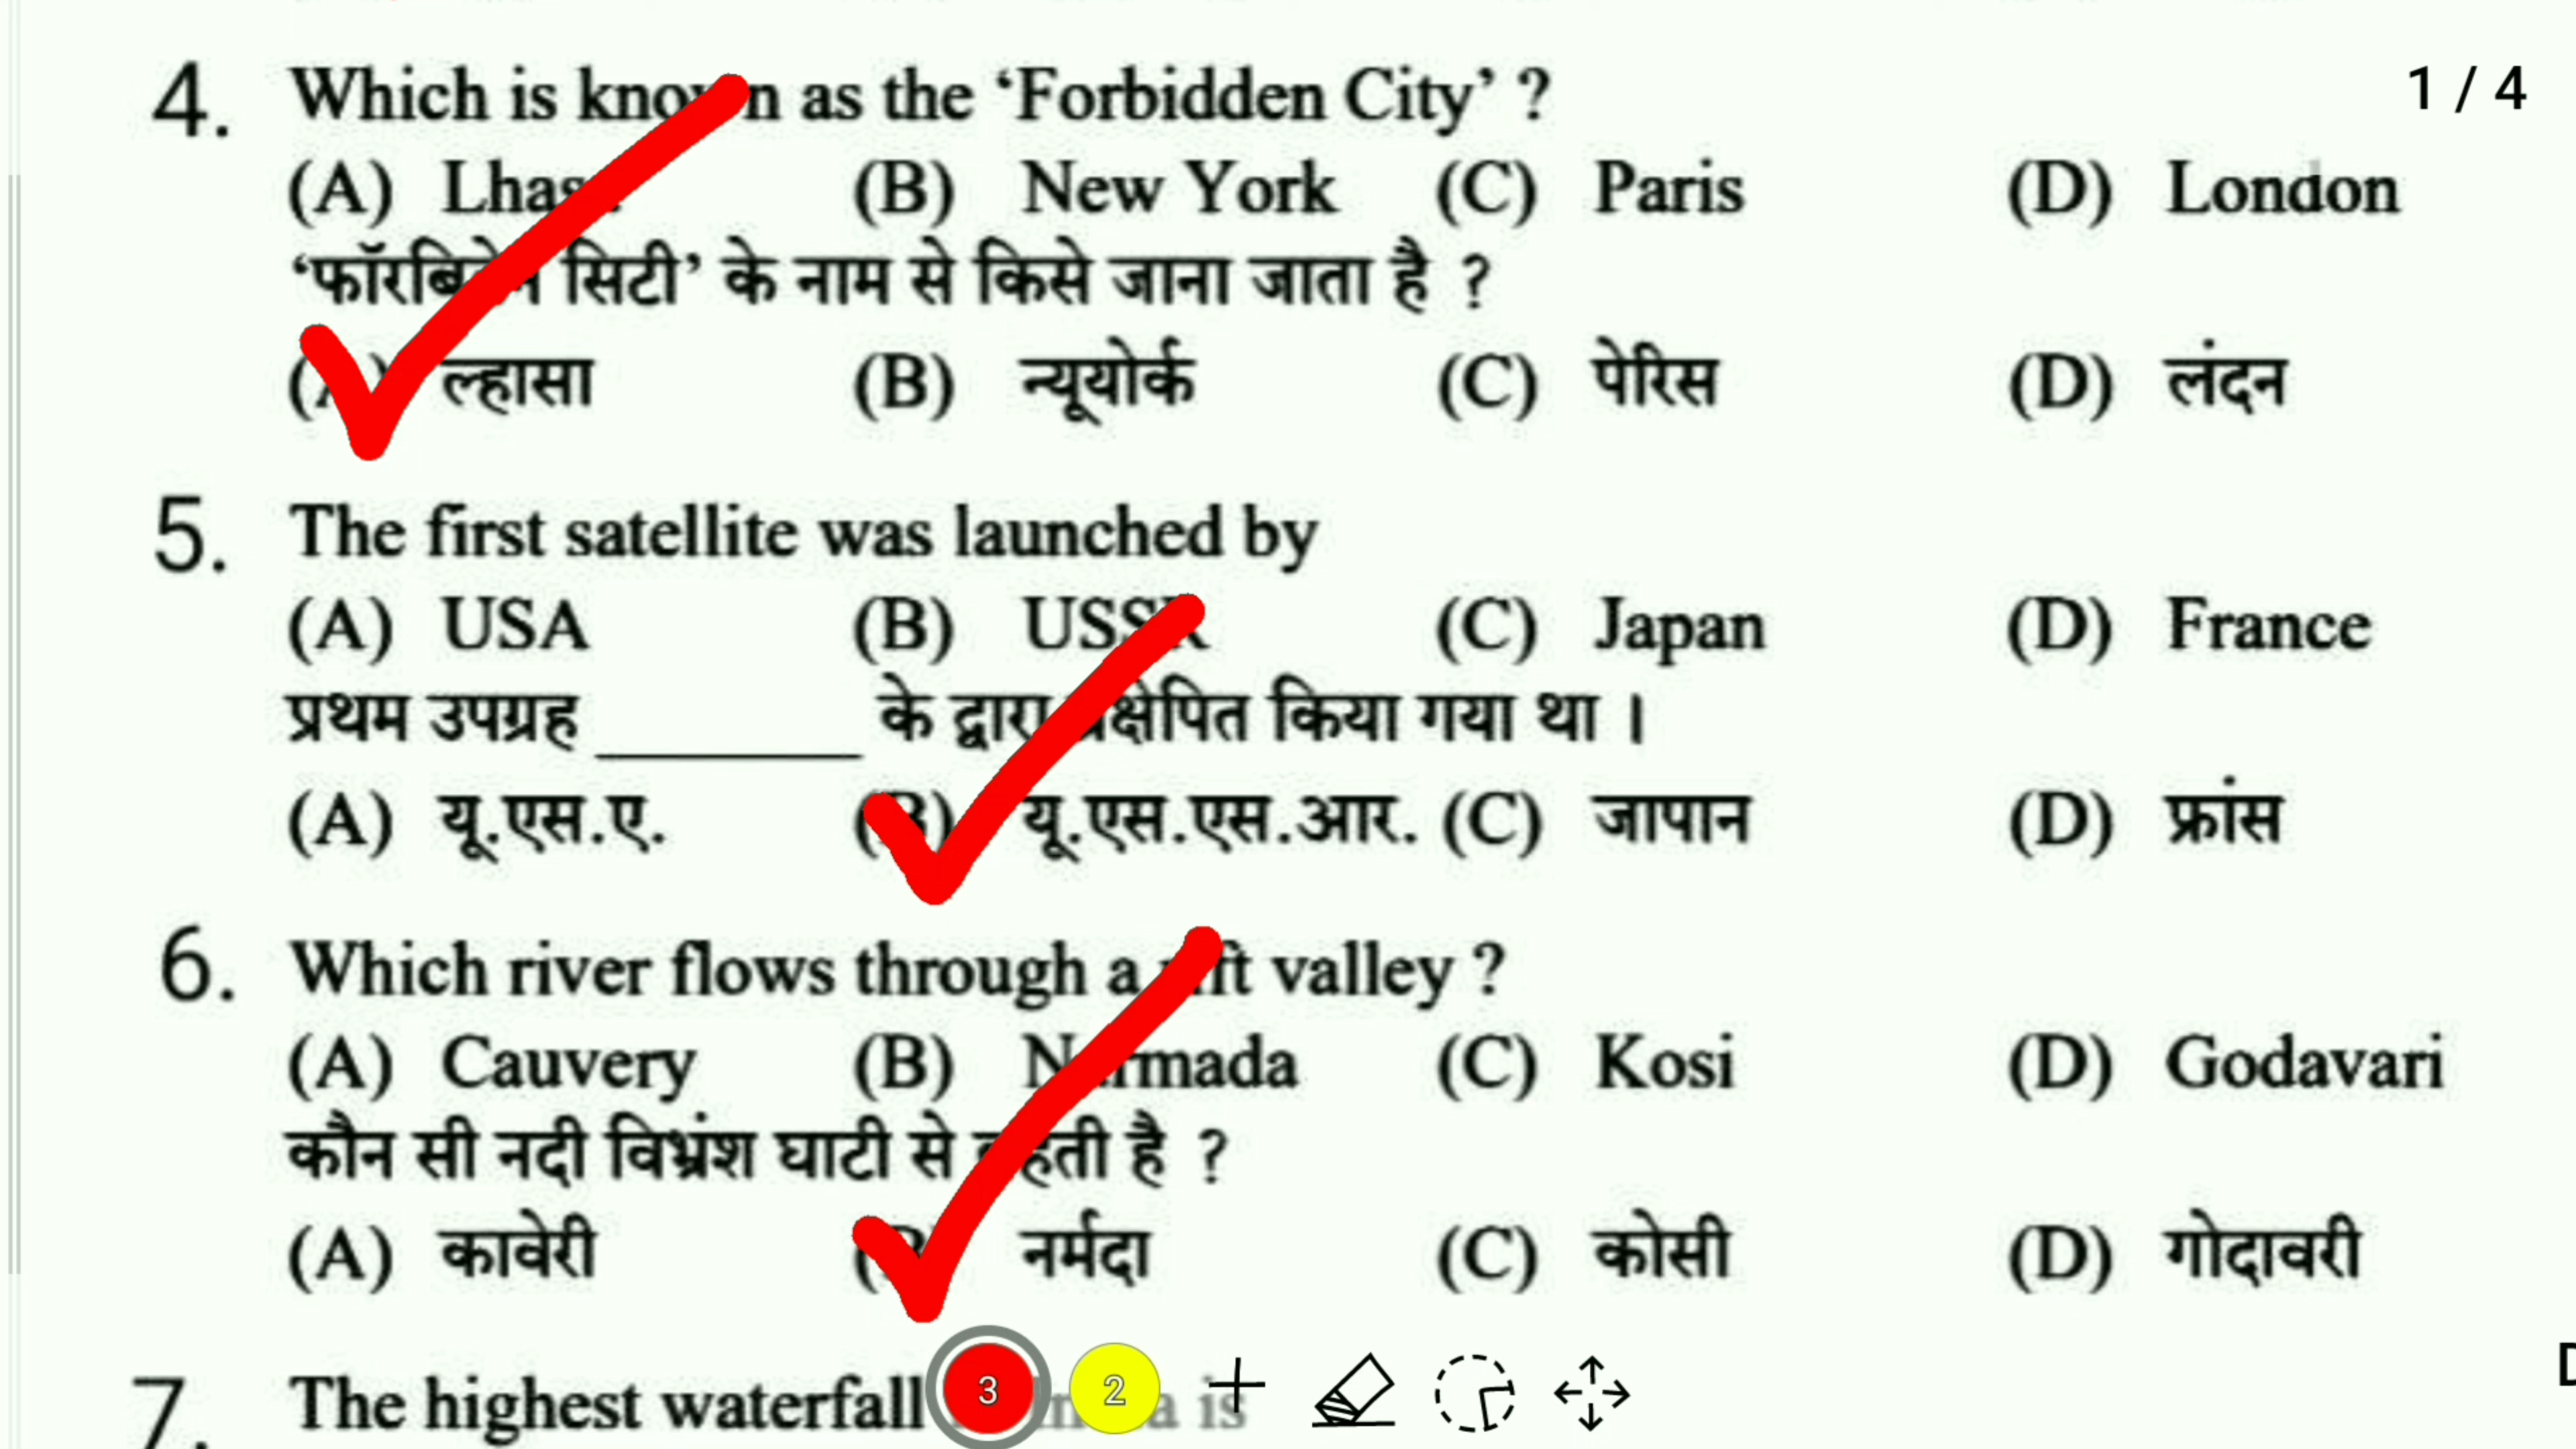 4. Which is known as the ‘Forbidden City’ ?
1 / 4
(A) Lhasa (B) New York (C) Paris (D) London
‘फॉरबिडेन सिटी’ के नाम से किसे जाना जाता है ?
(A) ल्हासा (B) न्यूयोर्क (C) पेरिस (D) लंदन
5. The first satellite was launched by
(A) USA (B) USSR (C) Japan (D) France
प्रथम उपग्रह ________ के द्वारा प्रक्षेपित किया गया था ।
(A) यू.एस.ए. (B) यू.एस.एस.आर. (C) जापान (D) फ्रांस
6. Which river flows through a rift valley ?
(A) Cauvery (B) Narmada (C) Kosi (D) Godavari
कौन सी नदी विभ्रंश घाटी से बहती है ?
(A) कावेरी (B) नर्मदा (C) कोसी (D) गोदावरी
7. The highest waterfall is
3 2